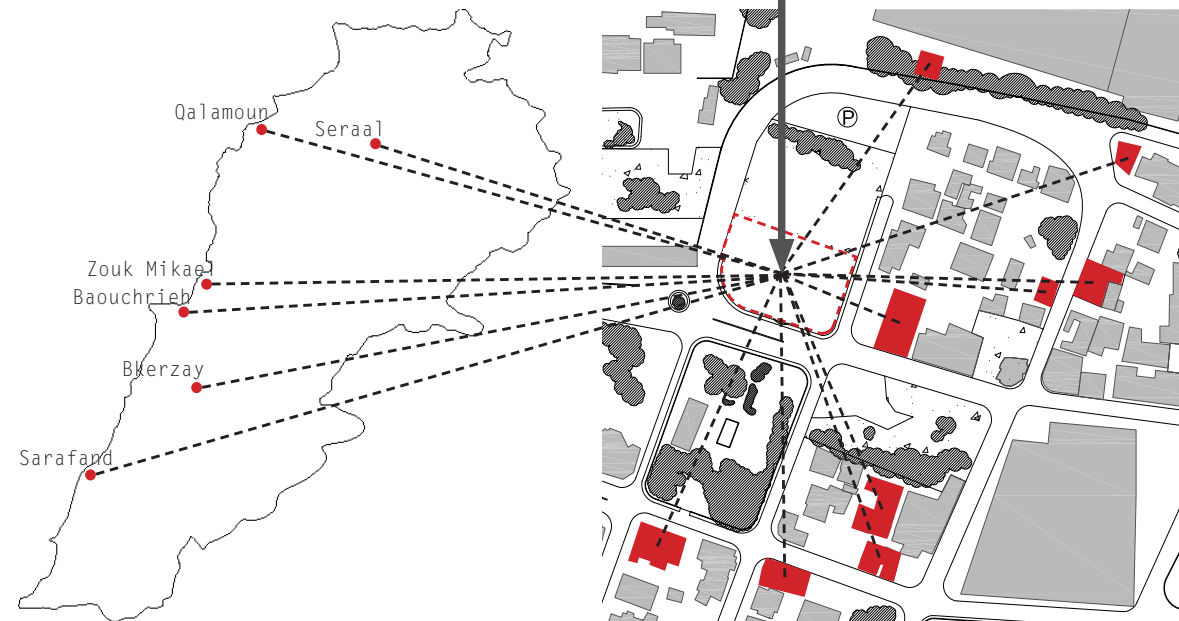 Qalamoun
Seraal
Zouk Mikael
Baouchrieh
Bkerzay
Sarafand
P